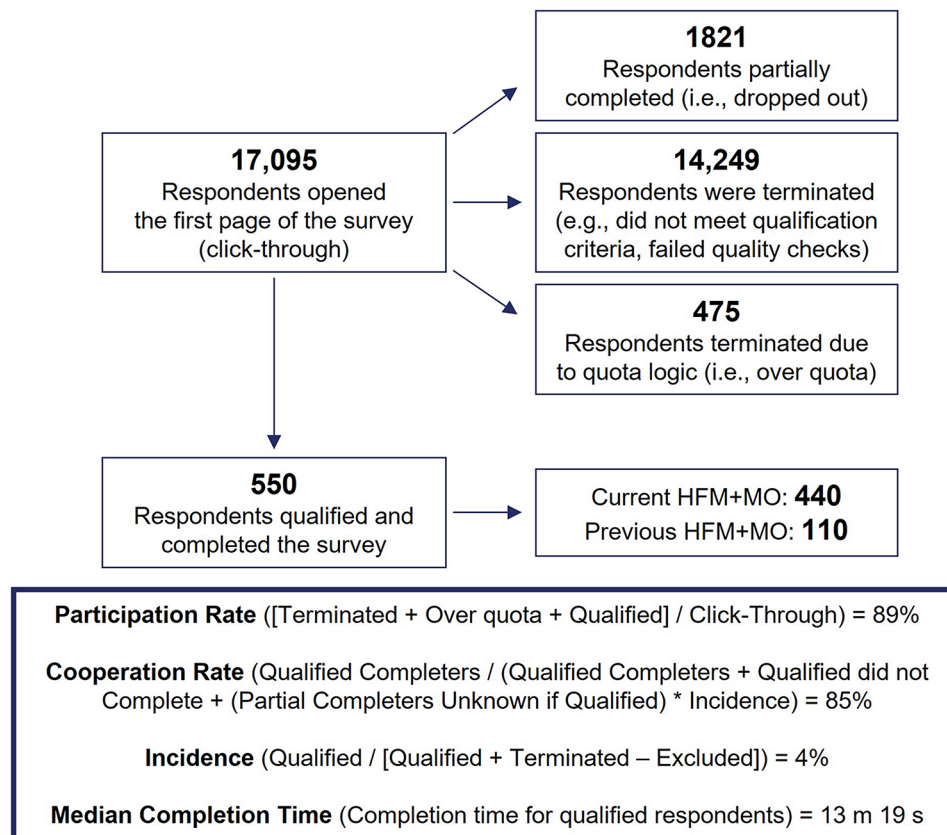 1821
Respondents partially
completed (i.e., dropped out)
17,095
Respondents opened
the first page of the survey
(click-through)
14,249
Respondents were terminated
(e.g., did not meet qualification
criteria, failed quality checks)
475
Respondents terminated due
to quota logic (i.e., over quota)
550
Respondents qualified and
completed the survey
Current HFM+MO: 440
Previous HFM+MO: 110
Participation Rate ([Terminated + Over quota + Qualified] / Click-Through) = 89%
Cooperation Rate (Qualified Completers / (Qualified Completers + Qualified did not
Complete + (Partial Completers Unknown if Qualified) * Incidence) = 85%
Incidence (Qualified / [Qualified + Terminated – Excluded]) = 4%
Median Completion Time (Completion time for qualified respondents) = 13 m 19 s